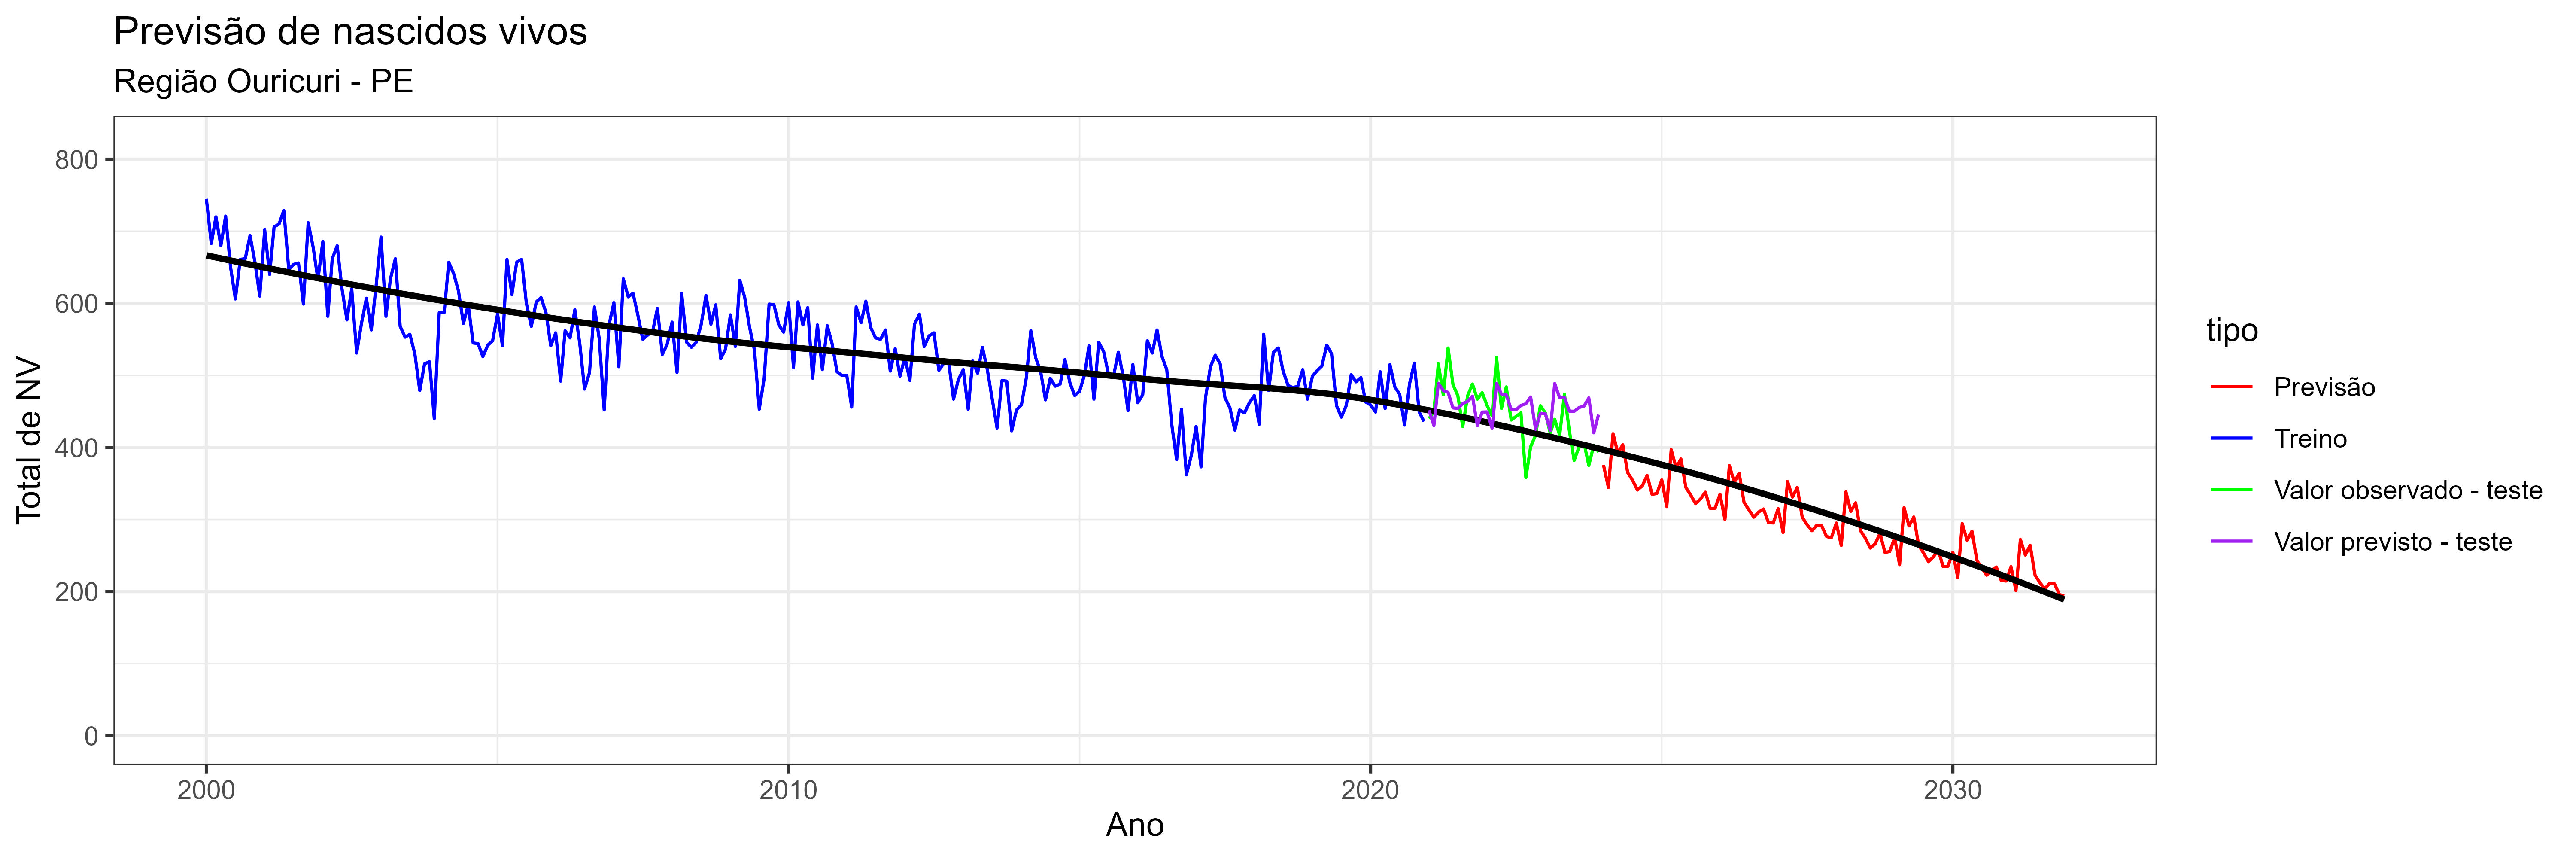 Previsão de nascidos vivos
Região Ouricuri - PE
Total de NV
800
600
400
200
0
2000
2010
2020
2030
Ano
tipo
Previsão
Treino
Valor observado - teste
Valor previsto - teste